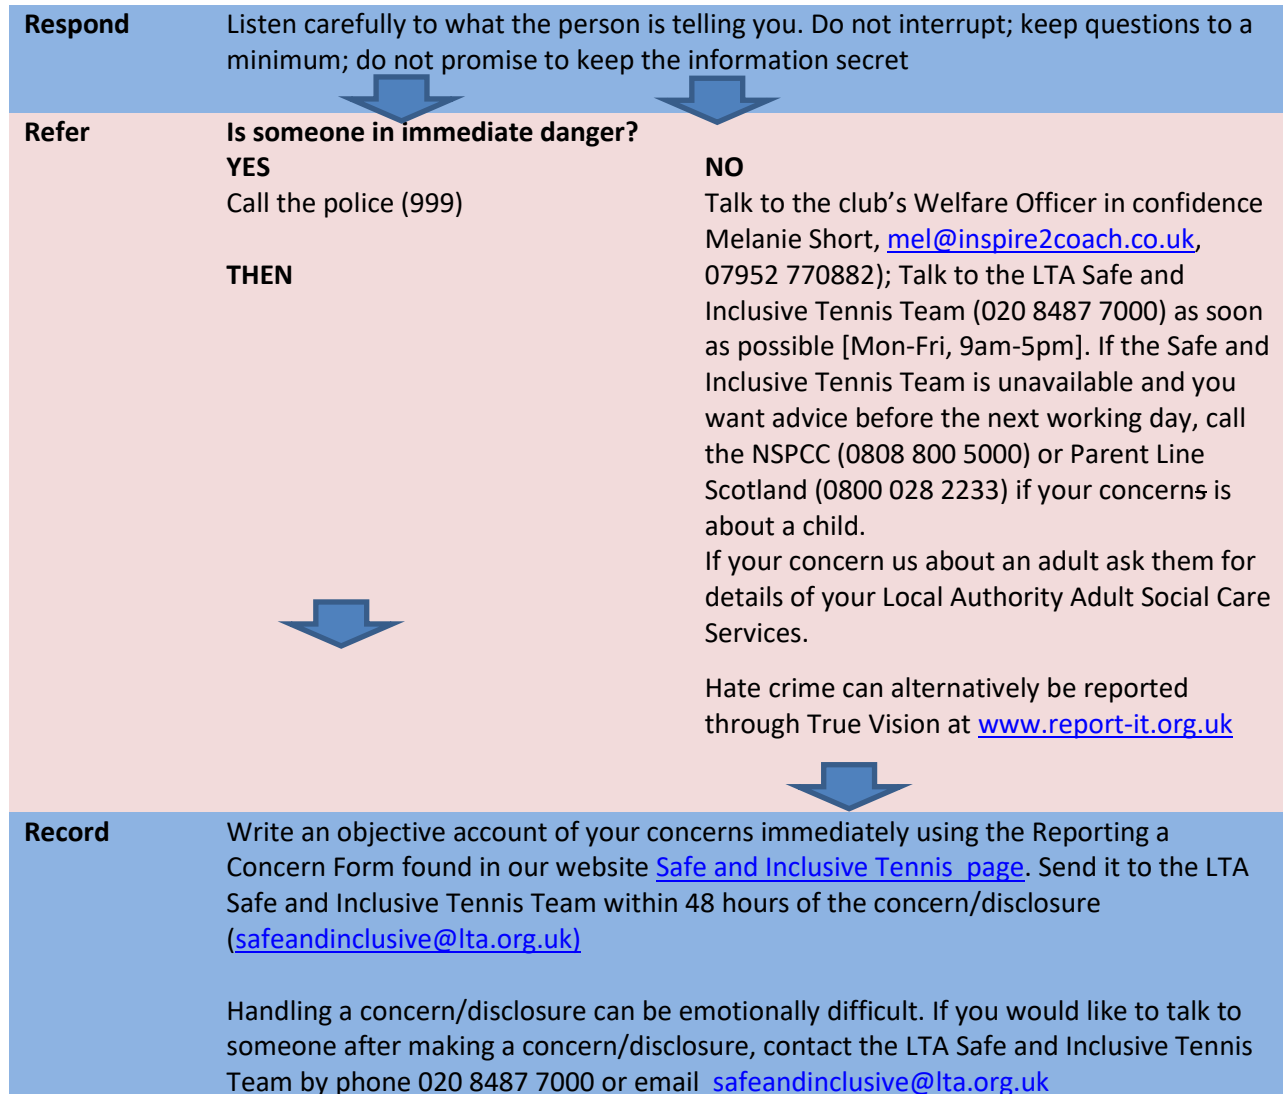 Respond
Listen carefully to what the person is telling you. Do not interrupt; keep questions to a
minimum; do not promise to keep the information secret
Refer
Is someone in immediate danger?
YES
Call the police (999)
THEN
NO
Talk to the club’s Welfare Officer in confidence
Melanie Short, mel@inspire2coach.co.uk,
07952 770882); Talk to the LTA Safe and
Inclusive Tennis Team (020 8487 7000) as soon
as possible [Mon-Fri, 9am-5pm]. If the Safe and
Inclusive Tennis Team is unavailable and you
want advice before the next working day, call
the NSPCC (0808 800 5000) or Parent Line
Scotland (0800 028 2233) if your concerns is
about a child.
If your concern us about an adult ask them for
details of your Local Authority Adult Social Care
Services.
Hate crime can alternatively be reported
through True Vision at www.report-it.org.uk
Record
Write an objective account of your concerns immediately using the Reporting a
Concern Form found in our website Safe and Inclusive Tennis  page. Send it to the LTA
Safe and Inclusive Tennis Team within 48 hours of the concern/disclosure
(safeandinclusive@lta.org.uk)
Handling a concern/disclosure can be emotionally difficult. If you would like to talk to
someone after making a concern/disclosure, contact the LTA Safe and Inclusive Tennis
Team by phone 020 8487 7000 or email  safeandinclusive@lta.org.uk